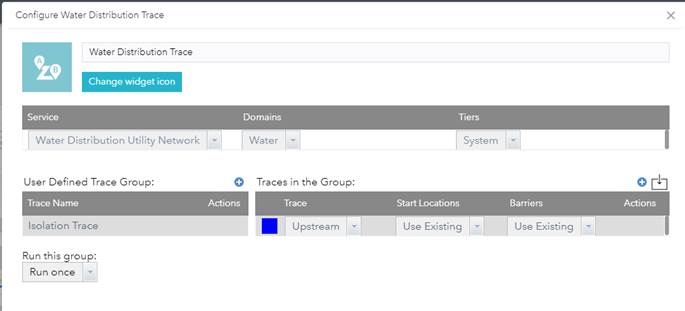 Configure Water Distribution Trace
A
B
Water Distribution Trace
Change widget icon
Service Domains Tiers
Water Distribution Utility Network Water System
User Defined Trace Group: Traces in the Group:
Trace Name Actions Trace Start Locations Barriers Actions
Isolation Trace Upstream Use Existing Use Existing
Run this group:
Run once